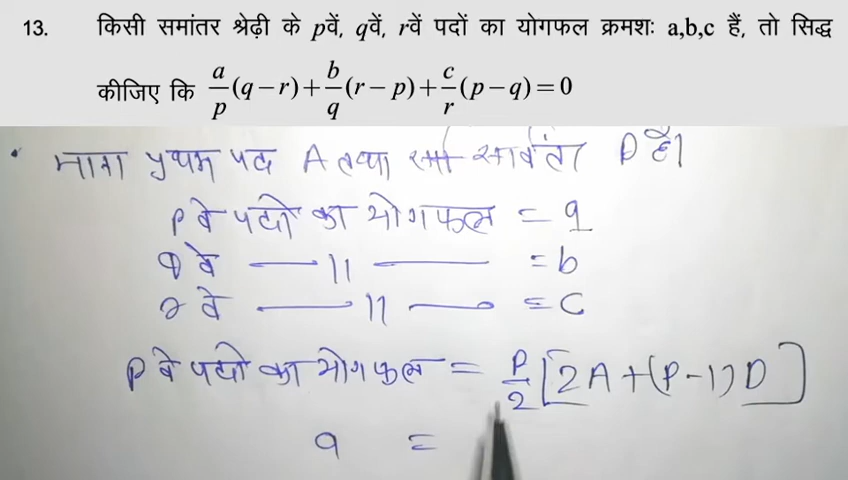 13. किसी समांतर श्रेढ़ी के pवें, qवें, rवें पदों का योगफल क्रमशः a,b,c हैं, तो सिद्ध
कीजिए कि a/p(q−r)+b/q(r−p)+c/r(p−q)=0
• माना प्रथम पद A तथा सार्वंतर D है।
P वे पदों का योगफल = a
q वे —— 11 —— = b
r वे —— 11 —— = C
P वे पदों का योगफल = P/2 [2A+(P-1)D]
a =